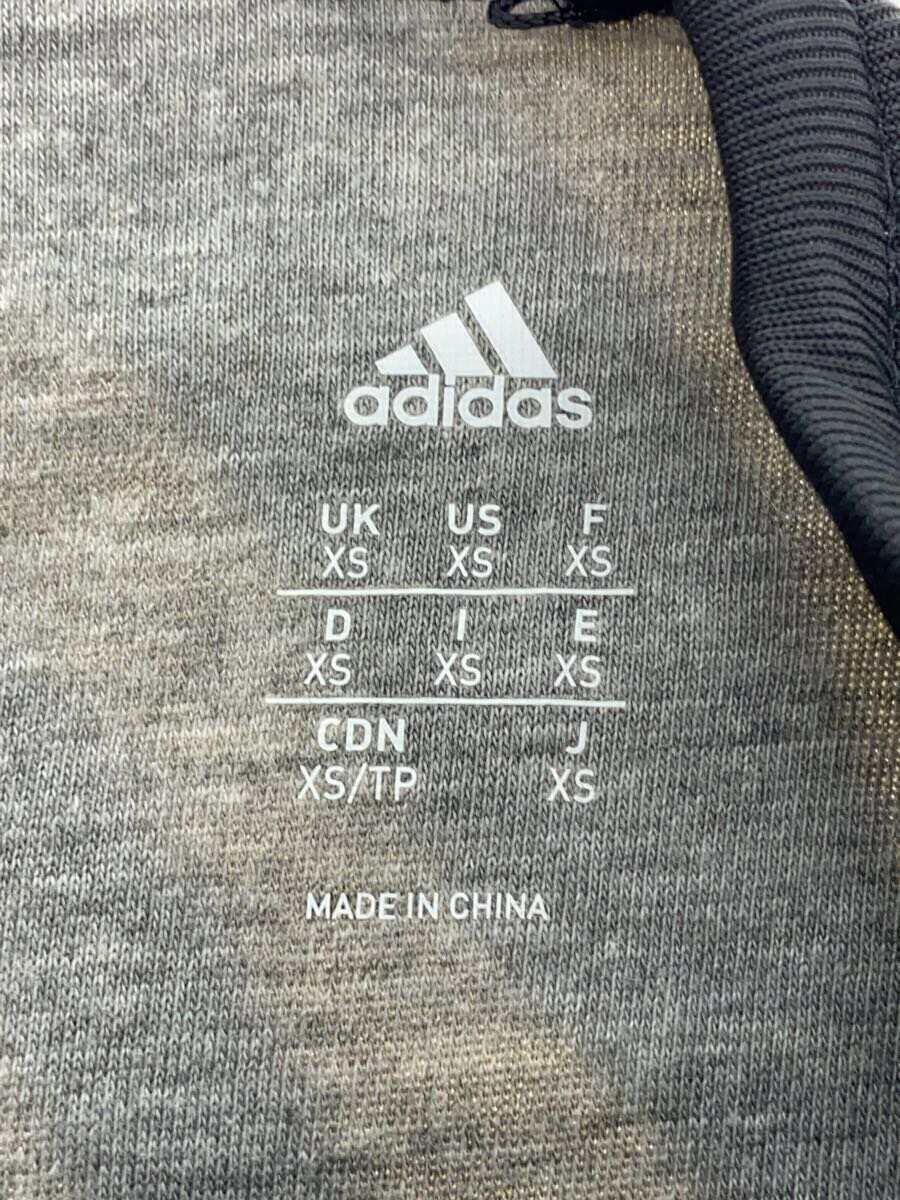 adidas
UK US F
XS XS XS
D I E
XS XS XS
CDN J
XS/TP XS
MADE IN CHINA